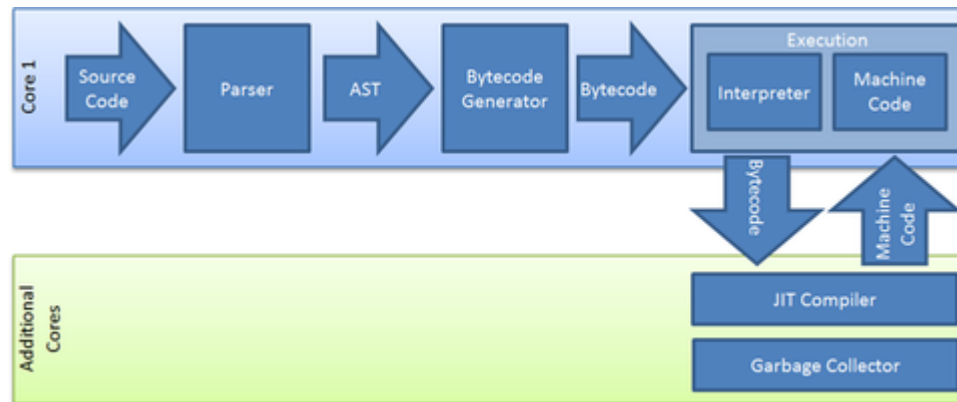 Core 1
Source
Code
Parser
AST
Bytecode
Generator
Bytecode
Execution
Interpreter
Machine
Code
Bytecode
Machine
Code
Additional
Cores
JIT Compiler
Garbage Collector